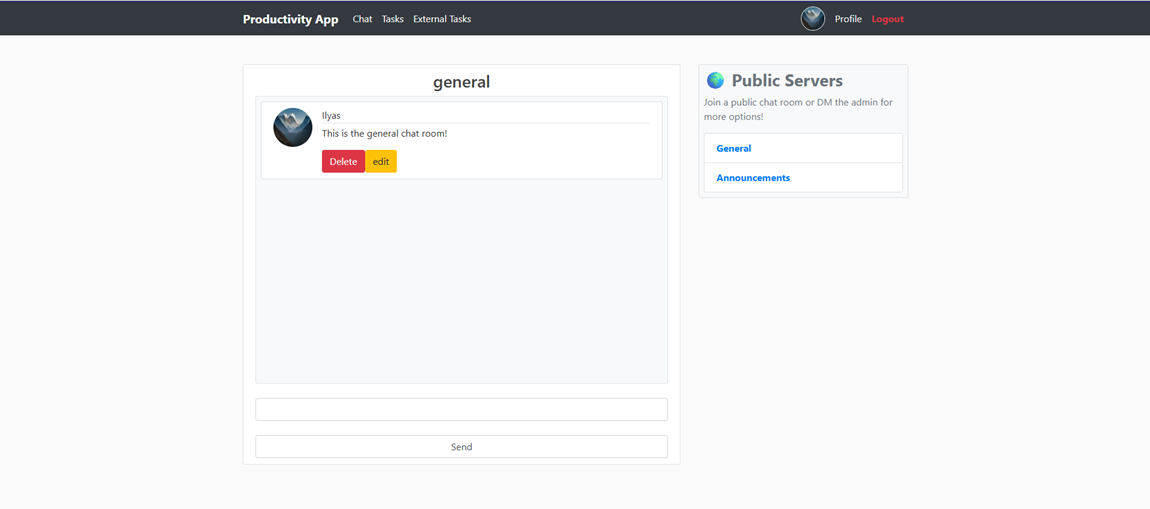 Productivity App Chat Tasks External Tasks Profile Logout
general
Ilyas
This is the general chat room!
Delete edit
Send
Public Servers
Join a public chat room or DM the admin for
more options!
General
Announcements